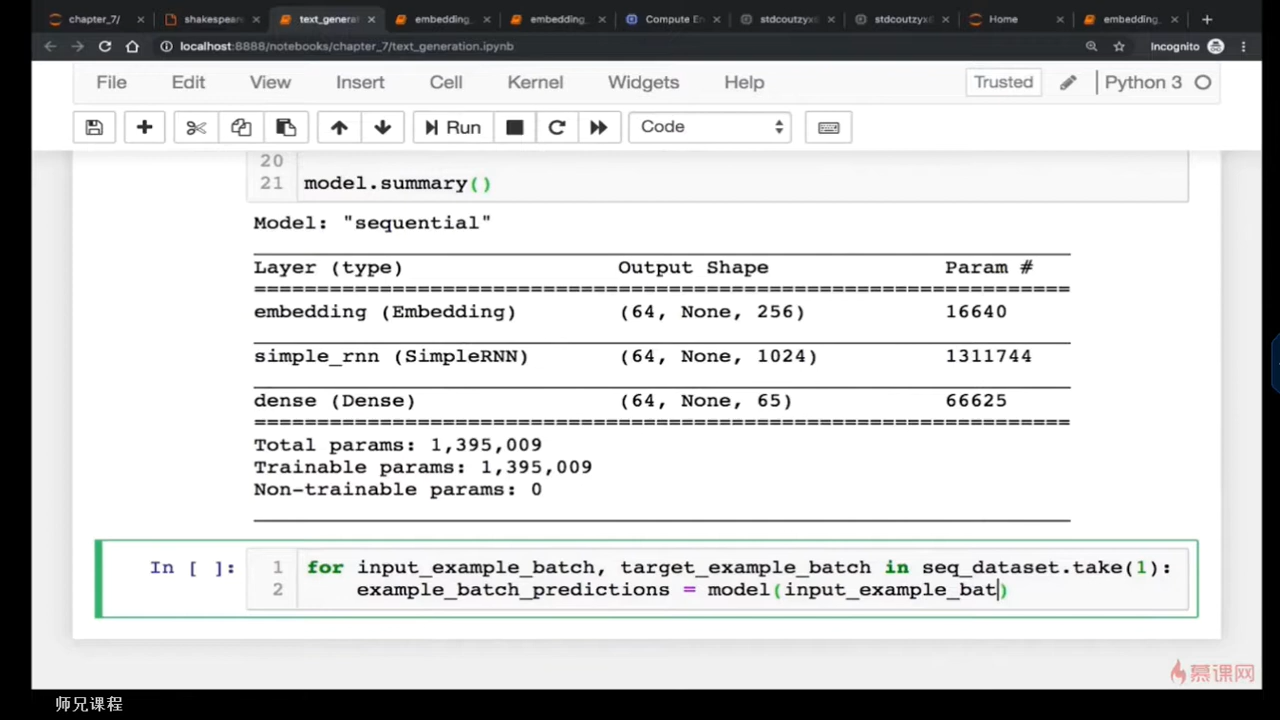 chapter_7/
shakespear
text_generat
embedding_
embedding_
Compute En
stdcoutzyx
stdcoutzyx
Home
embedding_
localhost:8888/notebooks/chapter_7/text_generation.ipynb
Incognito
File Edit View Insert Cell Kernel Widgets Help
Trusted
Python 3
Run
Code
20
21 model.summary()
Model: "sequential"
Layer (type) Output Shape Param #
embedding (Embedding) (64, None, 256) 16640
simple_rnn (SimpleRNN) (64, None, 1024) 1311744
dense (Dense) (64, None, 65) 66625
Total params: 1,395,009
Trainable params: 1,395,009
Non-trainable params: 0
In [ ]: 1 for input_example_batch, target_example_batch in seq_dataset.take(1):
2 example_batch_predictions = model(input_example_bat)
慕课网
师兄课程